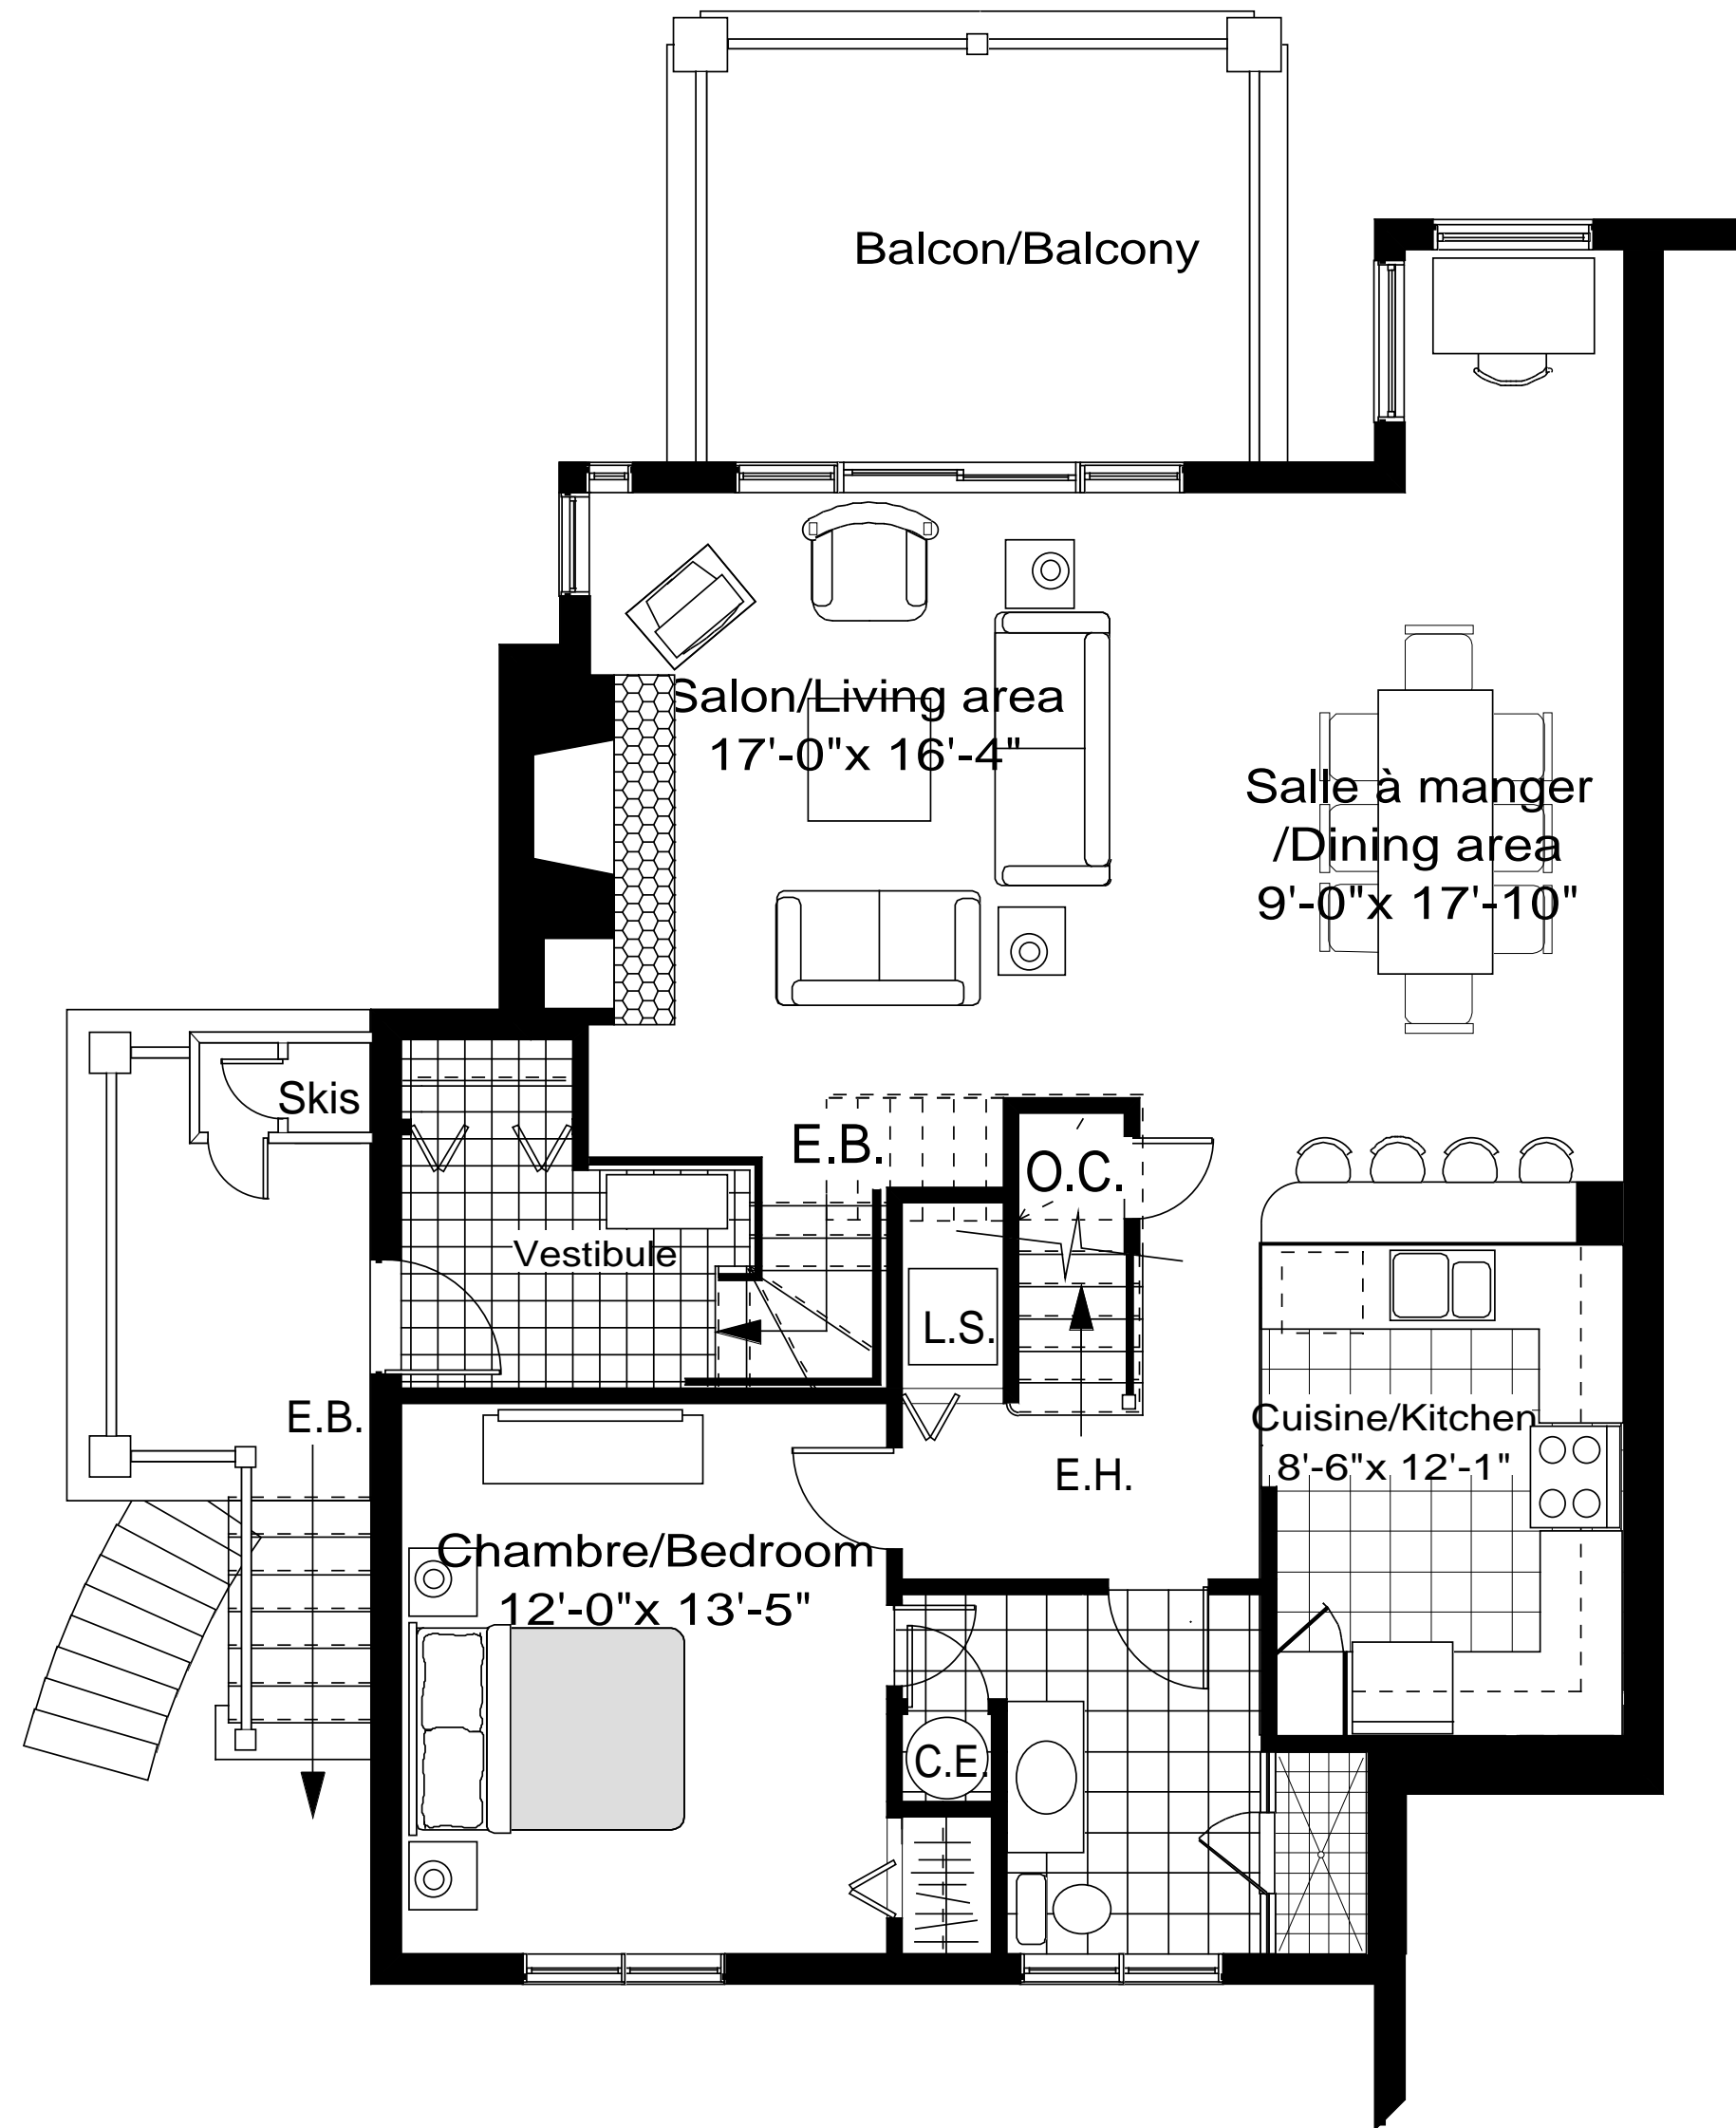 Balcon/Balcony
Salon/Living area
17'-0"x 16'-4"
Salle à manger
/Dining area
9'-0"x 17'-10"
Skis
E.B.
O.C.
Vestibule
L.S.
E.B.
Cuisine/Kitchen
8'-6"x 12'-1"
E.H.
Chambre/Bedroom
12'-0"x 13'-5"
C.E.